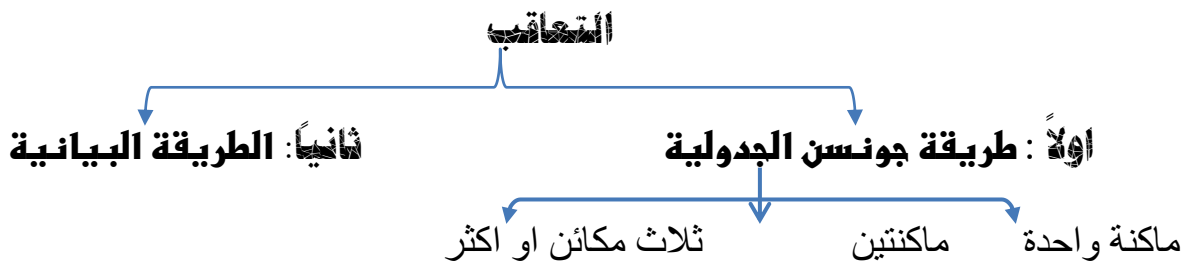 التعاقب
اولاً : طريقة جونسن الجدولية ثانياً: الطريقة البيانية
ماكنة واحدة ماكنتين ثلاث مكائن او اكثر